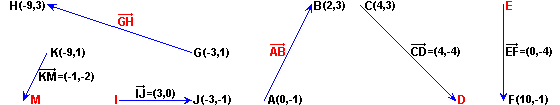 H(-9,3) B(2,3) C(4,3) E
GH
K(-9,1) G(-3,1) AB CD=(4,-4) EF=(0,-4)
KM=(-1,-2)
M I IJ=(3,0) J(-3,-1) A(0,-1) D F(10,-1)